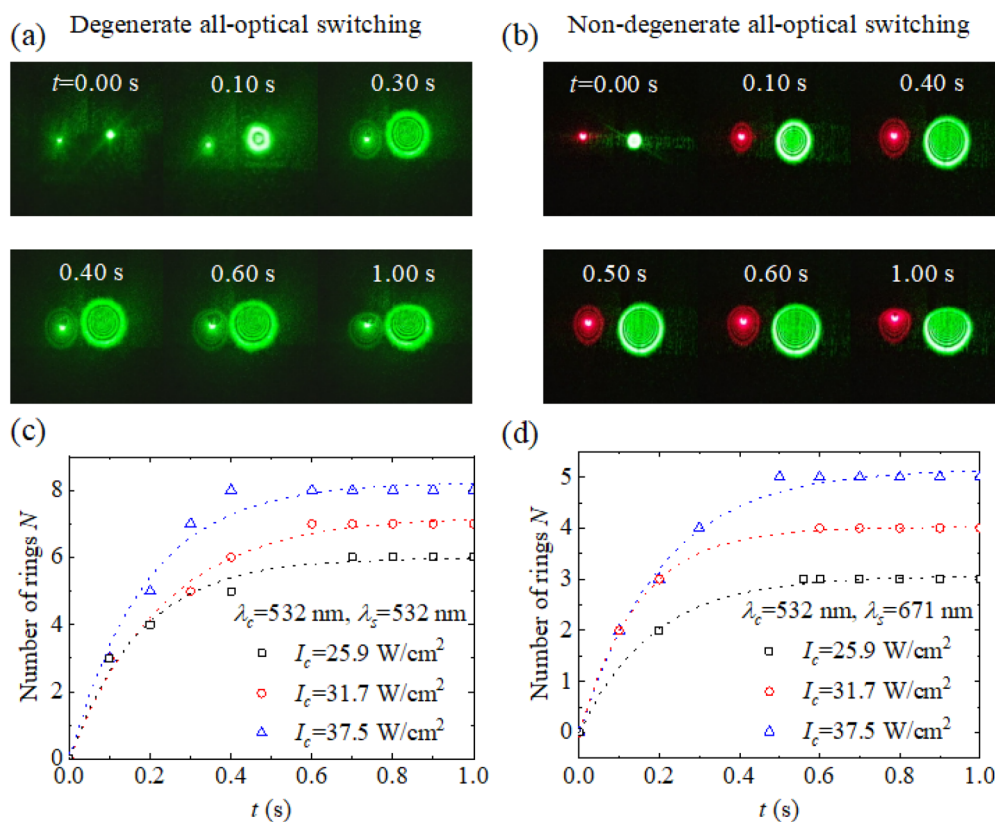 (a) Degenerate all-optical switching
t=0.00 s 0.10 s 0.30 s
0.40 s 0.60 s 1.00 s
(b) Non-degenerate all-optical switching
t=0.00 s 0.10 s 0.40 s
0.50 s 0.60 s 1.00 s
(c)
Number of rings N
8
6
4
2
0
λc=532 nm, λs=532 nm
Ic=25.9 W/cm²
Ic=31.7 W/cm²
Ic=37.5 W/cm²
0.0 0.2 0.4 0.6 0.8 1.0
t (s)
(d)
Number of rings N
5
4
3
2
1
0
λc=532 nm, λs=671 nm
Ic=25.9 W/cm²
Ic=31.7 W/cm²
Ic=37.5 W/cm²
0.0 0.2 0.4 0.6 0.8 1.0
t (s)